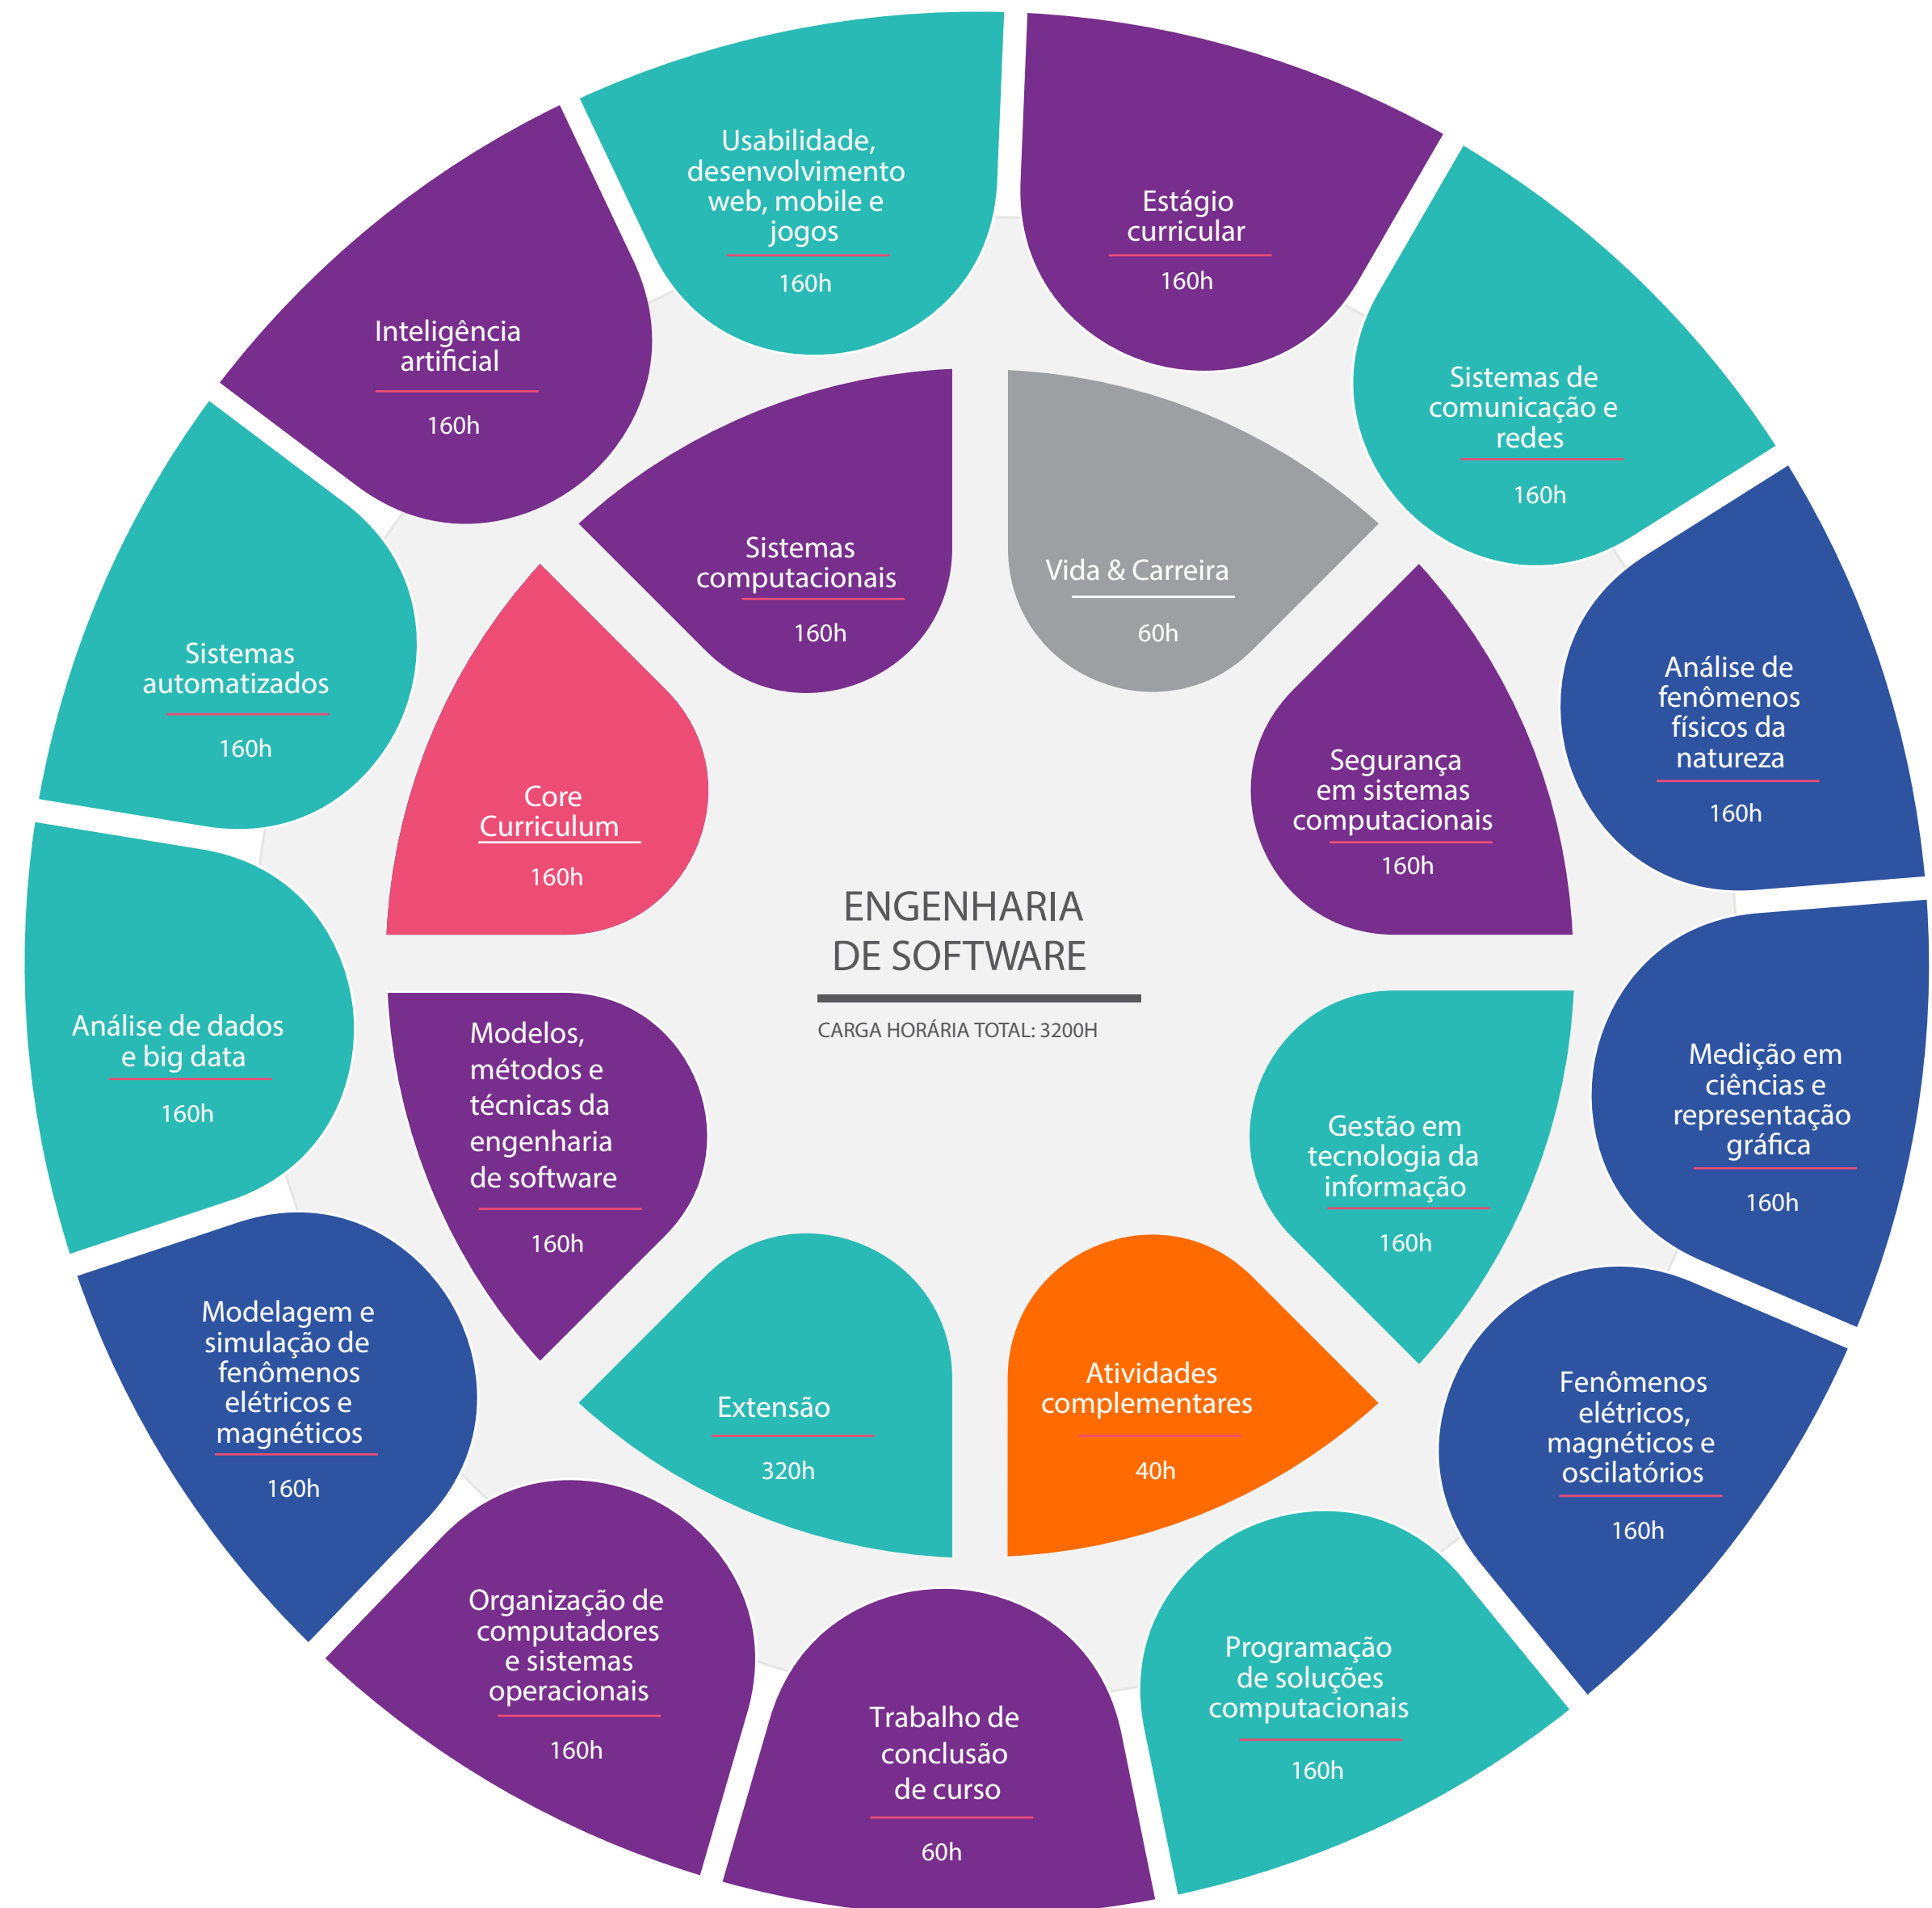 Usabilidade,
desenvolvimento
web, mobile e
jogos
160h
Estágio
curricular
160h
Sistemas de
comunicação e
redes
160h
Análise de
fenômenos
físicos da
natureza
160h
Medição em
ciências e
representação
gráfica
160h
Fenômenos
elétricos,
magnéticos e
oscilatórios
160h
Programação
de soluções
computacionais
160h
Trabalho de
conclusão
de curso
60h
Organização de
computadores
e sistemas
operacionais
160h
Modelagem e
simulação de
fenômenos
elétricos e
magnéticos
160h
Análise de dados
e big data
160h
Sistemas
automatizados
160h
Inteligência
artificial
160h
Sistemas
computacionais
160h
Vida & Carreira
60h
Segurança
em sistemas
computacionais
160h
Gestão em
tecnologia da
informação
160h
Atividades
complementares
40h
Extensão
320h
Modelos,
métodos e
técnicas da
engenharia
de software
160h
Core
Curriculum
160h
ENGENHARIA
DE SOFTWARE
CARGA HORÁRIA TOTAL: 3200H